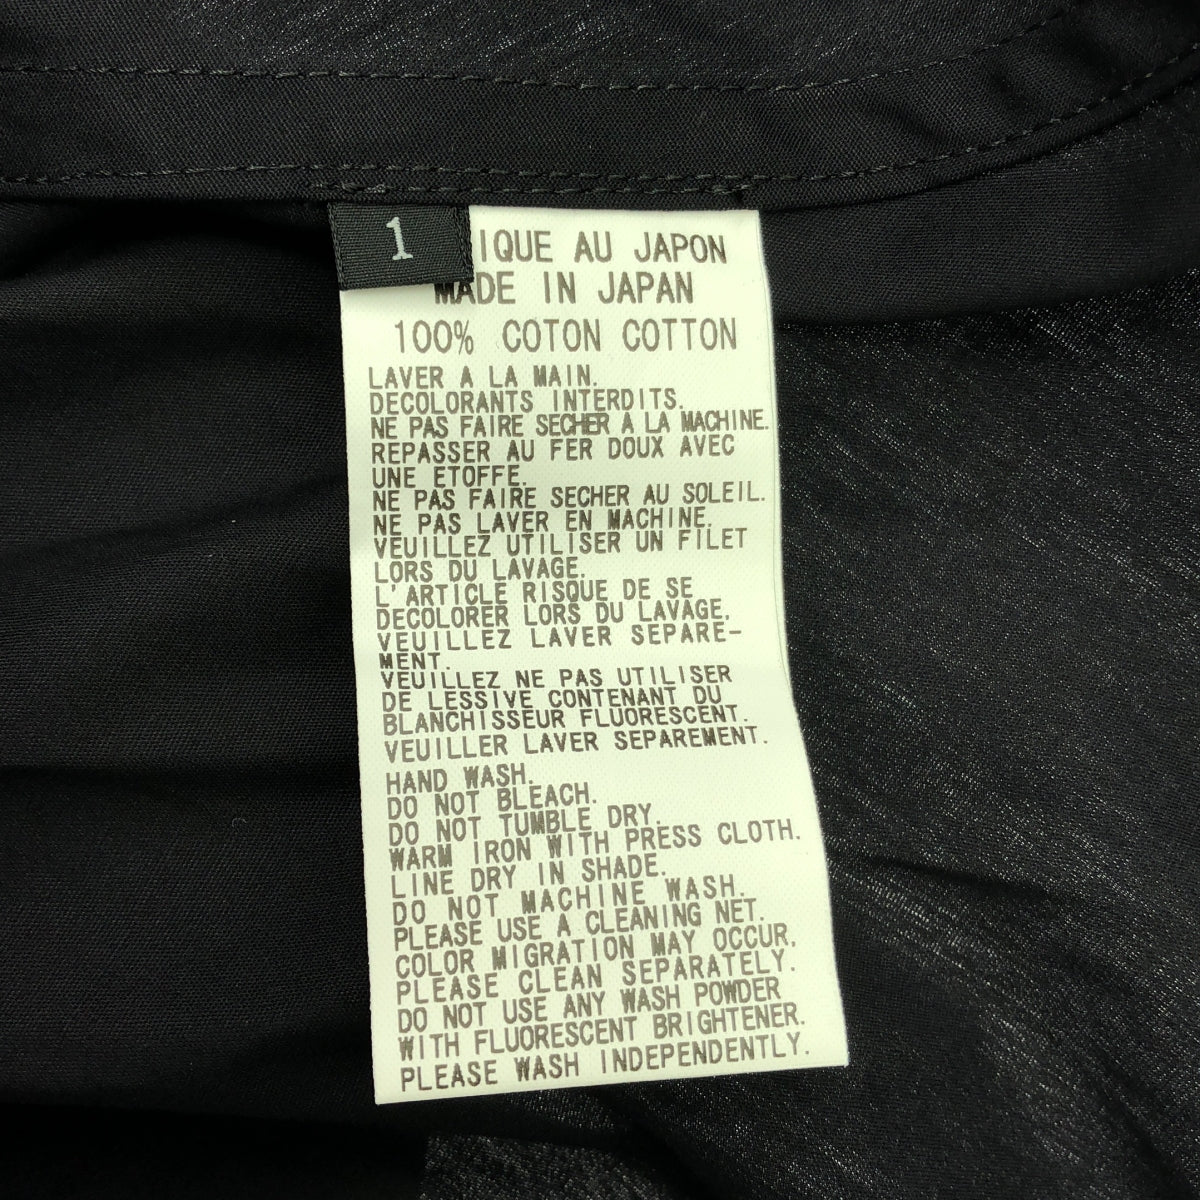 1
IQUE AU JAPON
MADE IN JAPAN
100% COTON COTTON
LAVER A LA MAIN.
DECOLORANTS INTERDITS.
NE PAS FAIRE SECHER A LA MACHINE.
REPASSER AU FER DOUX AVEC
UNE ETOFFE.
NE PAS FAIRE SECHER AU SOLEIL.
NE PAS LAVER EN MACHINE.
VEUILLEZ UTILISER UN FILET
LORS DU LAVAGE.
L'ARTICLE RISQUE DE SE
DECOLORER LORS DU LAVAGE.
VEUILLEZ LAVER SEPARE-
MENT.
VEUILLEZ NE PAS UTILISER
DE LESSIVE CONTENANT DU
BLANCHISSEUR FLUORESCENT.
VEUILLER LAVER SEPAREMENT.
HAND WASH.
DO NOT BLEACH.
DO NOT TUMBLE DRY.
WARM IRON WITH PRESS CLOTH.
LINE DRY IN SHADE.
DO NOT MACHINE WASH.
PLEASE USE A CLEANING NET.
COLOR MIGRATION MAY OCCUR.
PLEASE CLEAN SEPARATELY.
DO NOT USE ANY WASH POWDER
WITH FLUORESCENT BRIGHTENER.
PLEASE WASH INDEPENDENTLY.